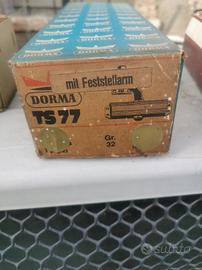 mit Feststellarm
DORMA
TS 77
Gr.
32
Subito